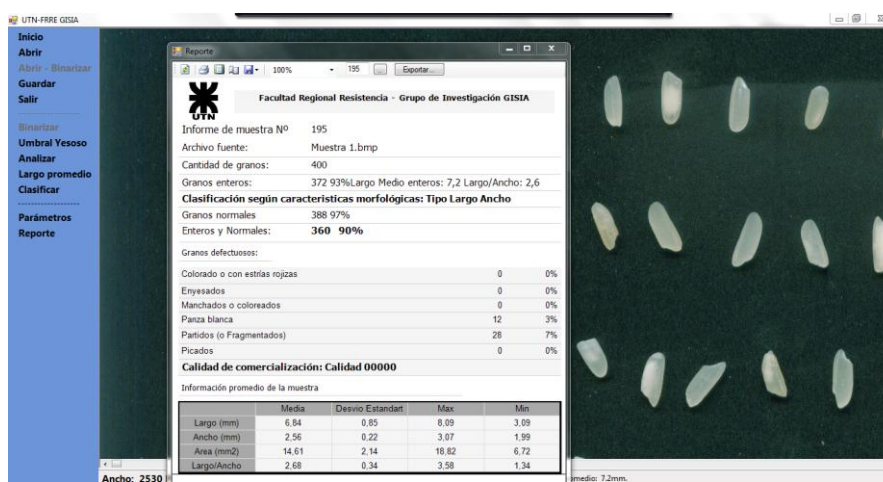 UTN-FRRE GISIA
Inicio
Abrir
Abrir - Binarizar
Guardar
Salir
Binarizar
Umbral Yesoso
Analizar
Largo promedio
Clasificar
Parámetros
Reporte
Reporte
100% 195 Exportar...
UTN
Facultad Regional Resistencia - Grupo de Investigación GISIA
Informe de muestra Nº 195
Archivo fuente: Muestra 1.bmp
Cantidad de granos: 400
Granos enteros: 372 93%Largo Medio enteros: 7,2 Largo/Ancho: 2,6
Clasificación según caracteristicas morfológicas: Tipo Largo Ancho
Granos normales 388 97%
Enteros y Normales: 360 90%
Granos defectuosos:
Colorado o con estrías rojizas 0 0%
Enyesados 0 0%
Manchados o coloreados 0 0%
Panza blanca 12 3%
Partidos (o Fragmentados) 28 7%
Picados 0 0%
Calidad de comercialización: Calidad 00000
Información promedio de la muestra
Media Desvio Estandart Max Min
Largo (mm) 6,84 0,85 8,09 3,09
Ancho (mm) 2,56 0,22 3,07 1,99
Area (mm2) 14,61 2,14 18,82 6,72
Largo/Ancho 2,68 0,34 3,58 1,34
Ancho: 2530
omedio: 7.2mm.